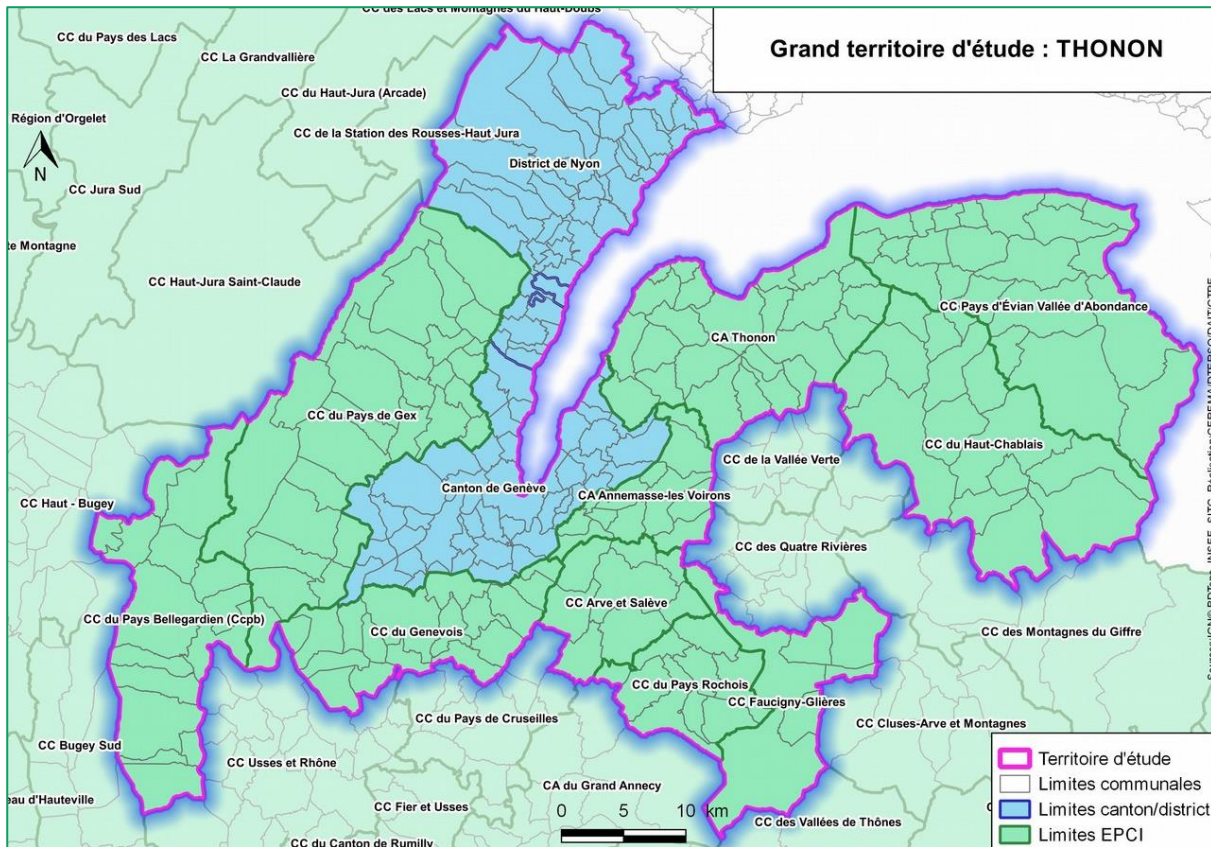 CC des Lacs et Montagnes du Haut-Doubs
CC du Pays des Lacs
CC La Grandvallière
Grand territoire d'étude : THONON
CC du Haut-Jura (Arcade)
Région d'Orgelet
CC de la Station des Rousses-Haut Jura
N
District de Nyon
CC Jura Sud
te Montagne
CC Haut-Jura Saint-Claude
CC Pays d'Évian Vallée d'Abondance
CA Thonon
CC du Pays de Gex
CC du Haut-Chablais
CC de la Vallée Verte
Canton de Genève
CC Haut - Bugey
CA Annemasse-les Voirons
CC des Quatre Rivières
CC Arve et Salève
CC du Pays Bellegardien (Ccpb)
CC du Genevois
CC des Montagnes du Giffre
CC du Pays Rochois
CC Faucigny-Glières
CC du Pays de Cruseilles
CC Cluses-Arve et Montagnes
CC Bugey Sud
CC Usses et Rhône
CA du Grand Annecy
eau d'Hauteville
CC Fier et Usses
0 5 10 km
CC des Vallées de Thônes
CC du Canton de Rumilly
Territoire d'étude
Limites communales
Limites canton/district
Limites EPCI